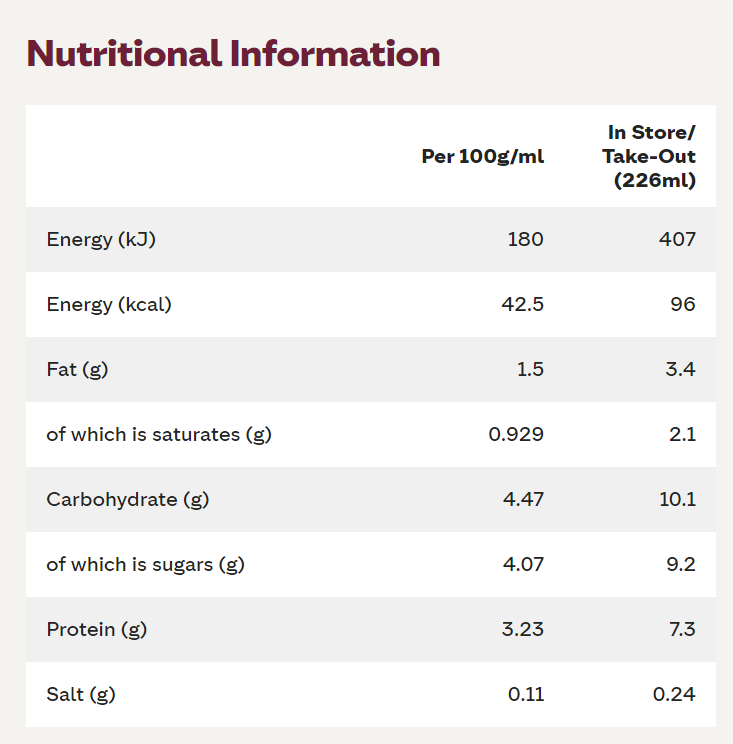 Nutritional Information
Per 100g/ml
In Store/
Take-Out
(226ml)
Energy (kJ) 180 407
Energy (kcal) 42.5 96
Fat (g) 1.5 3.4
of which is saturates (g) 0.929 2.1
Carbohydrate (g) 4.47 10.1
of which is sugars (g) 4.07 9.2
Protein (g) 3.23 7.3
Salt (g) 0.11 0.24